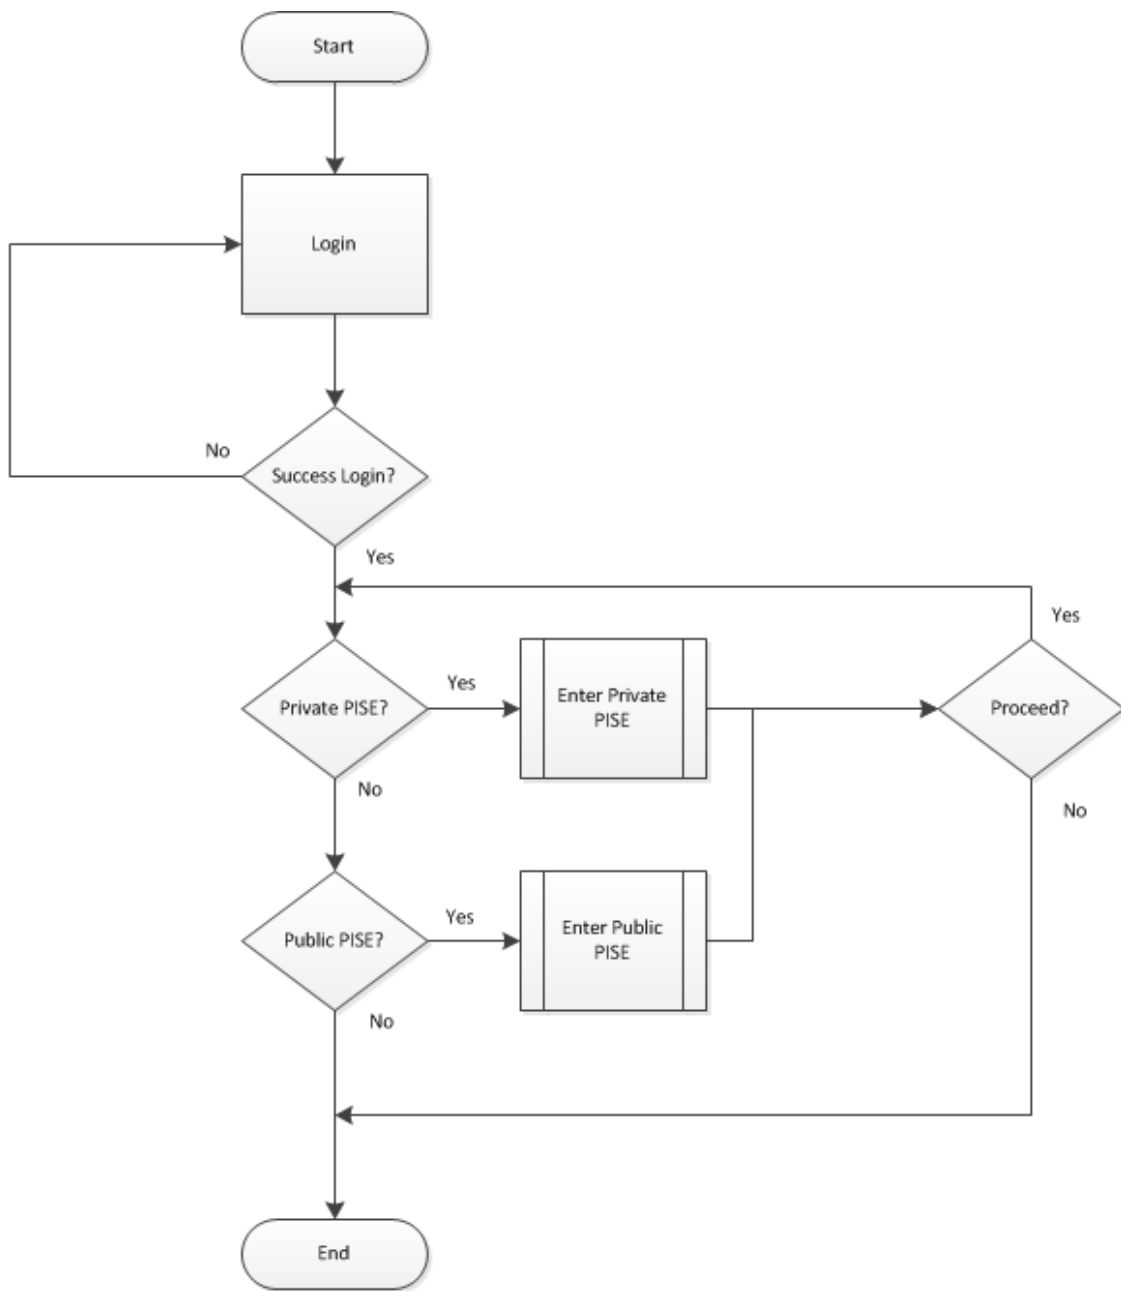 Start
Login
No
Success Login?
Yes
Yes
Private PISE?
Yes
Enter Private
PISE
Proceed?
No
No
Public PISE?
Yes
Enter Public
PISE
No
End